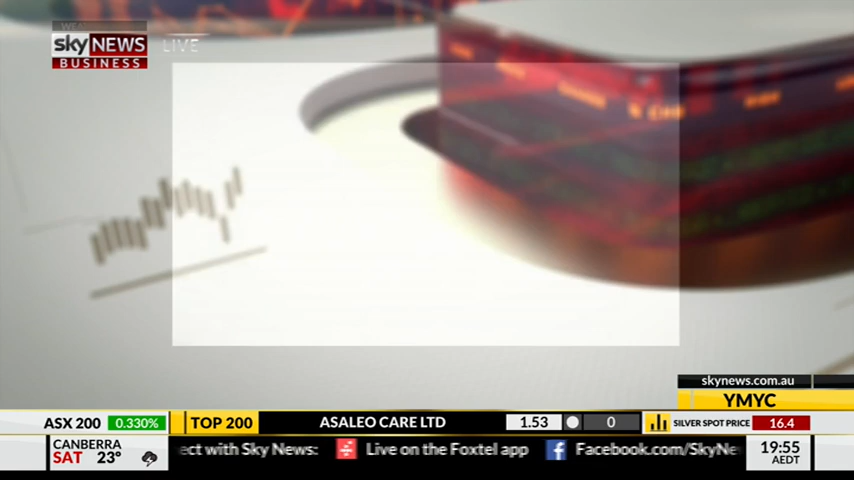 sky NEWS
LIVE
BUSINESS
skynews.com.au
YMYC
ASX 200 0.330% TOP 200 ASALEO CARE LTD 1.53 0 SILVER SPOT PRICE 16.4
CANBERRA
SAT 23° ect with Sky News: Live on the Foxtel app Facebook.com/SkyNe
19:55
AEDT